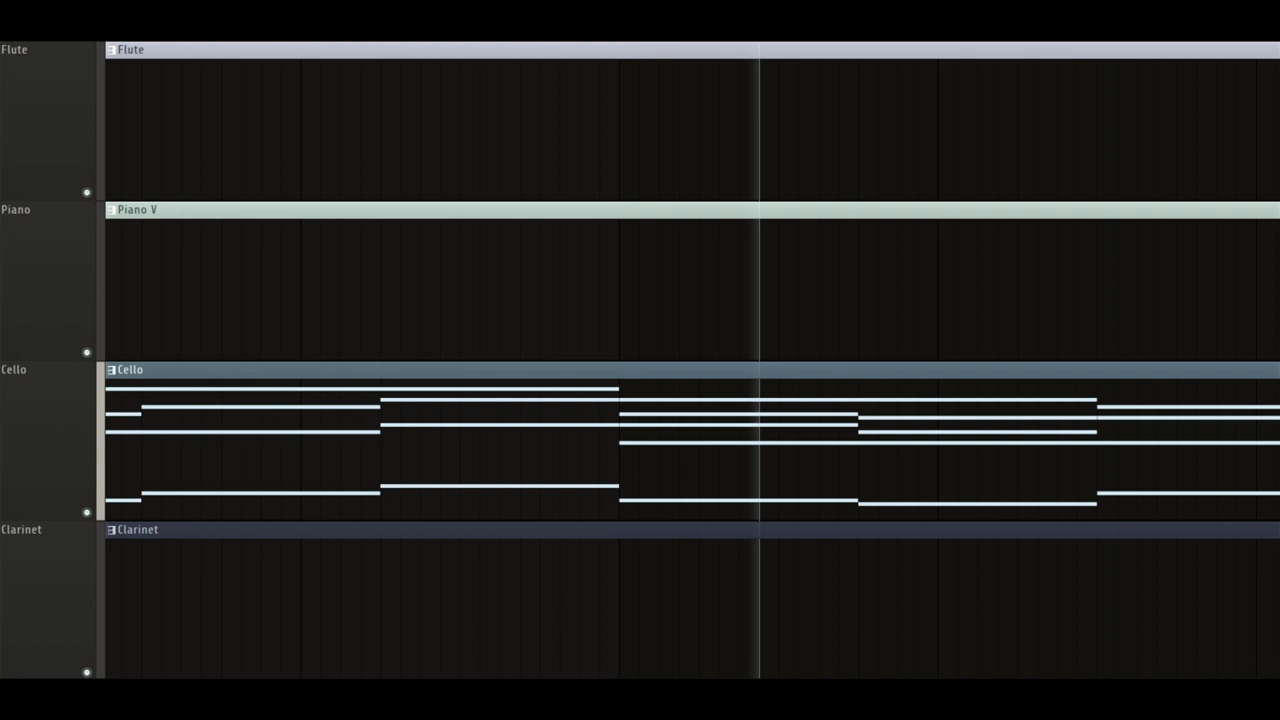 Flute
Flute
Piano
Piano V
Cello
Cello
Clarinet
Clarinet